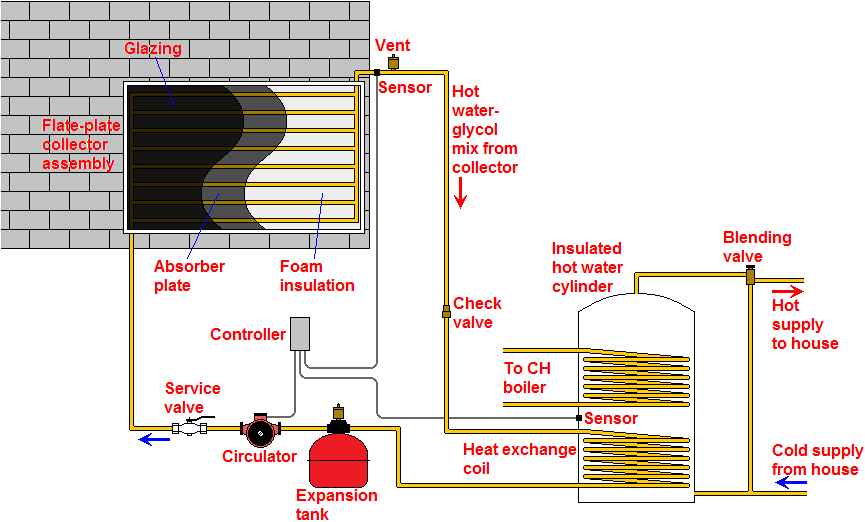 Glazing
Vent
Sensor
Flate-plate
collector
assembly
Hot
water-
glycol
mix from
collector
Absorber
plate
Foam
insulation
Insulated
hot water
cylinder
Blending
valve
Check
valve
Hot
supply
to house
Controller
To CH
boiler
Service
valve
Sensor
Circulator
Heat exchange
coil
Cold supply
from house
Expansion
tank